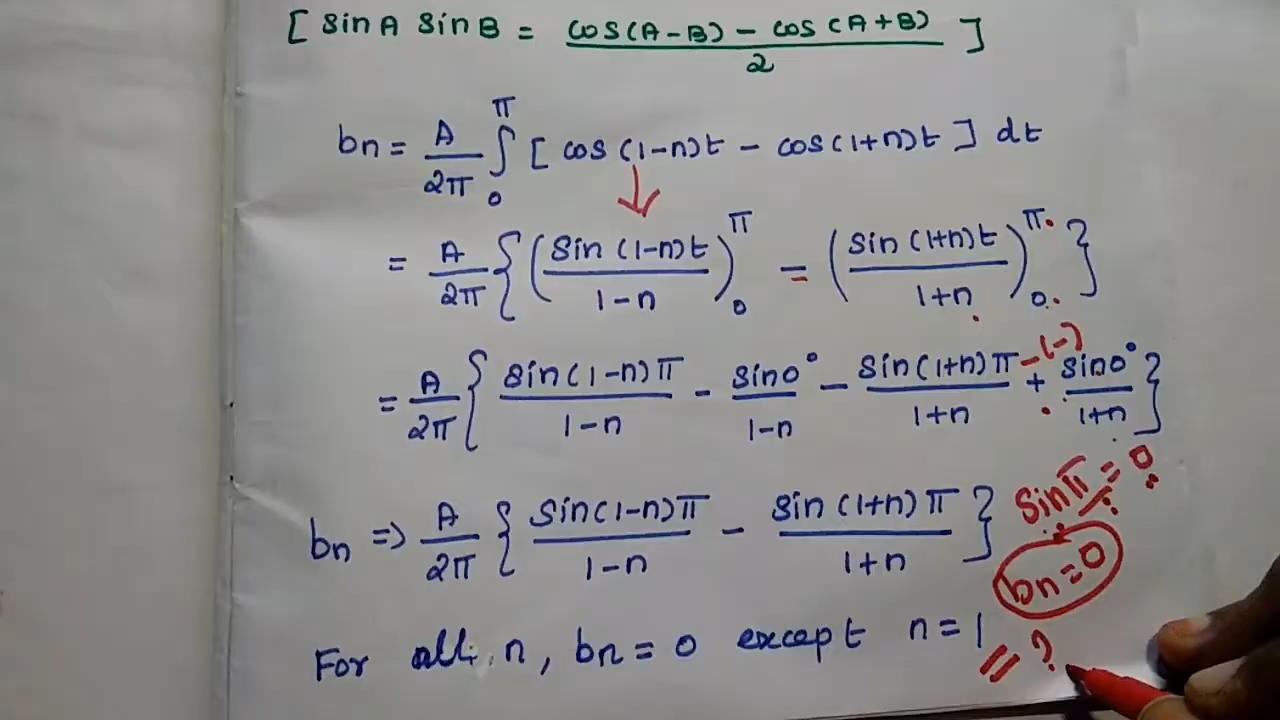 [ sinA sinB = cos(A-B) - cos(A+B) / 2 ]
bn = A/2π ∫₀^π [ cos(1-n)t - cos(1+n)t ] dt
= A/2π { ( sin(1-n)t / 1-n )₀^π = ( sin(1+n)t / 1+n )₀^π }
= A/2π { sin(1-n)π / 1-n - sin0° / 1-n - sin(1+n)π / 1+n + sin0° / 1+n }
-(-)
sinπ = 0
bn => A/2π { sin(1-n)π / 1-n - sin(1+n)π / 1+n }
bn = 0
For all n, bn = 0 except n = 1
= ?